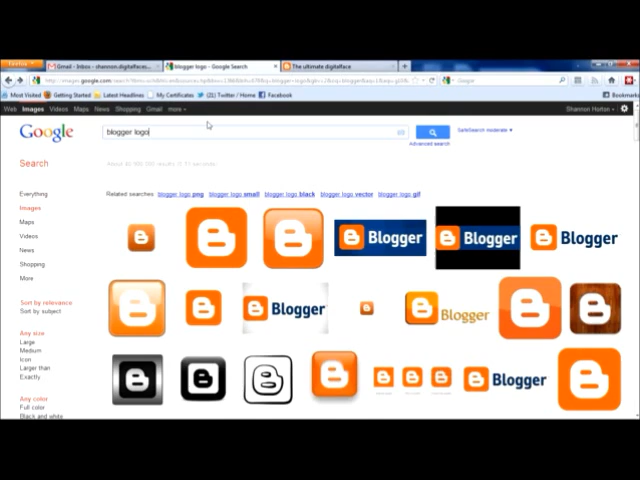 Firefox
Gmail - Inbox - shannon.digitalfaces...
blogger logo - Google Search
The ultimate digitalface
Google
Most Visited Getting Started Latest Headlines My Certificates (21) Twitter / Home Facebook Bookmarks
Web Images Videos Maps News Shopping Gmail more
Google
blogger logo
SafeSearch moderate
Advanced search
Search
Everything
Images
Maps
Videos
News
Shopping
More
Sort by relevance
Sort by subject
Any size
Large
Medium
Icon
Larger than
Exactly
Any color
Full color
Black and white
Related searches: blogger logo png blogger logo small blogger logo black blogger logo vector blogger logo gif
Blogger
Blogger
Blogger
Blogger
Blogger
Blogger